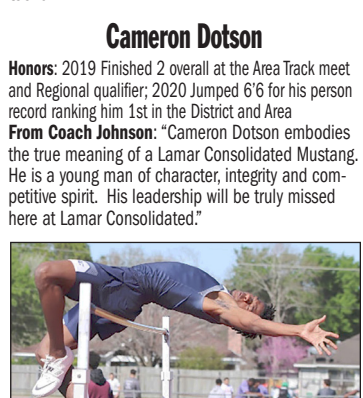 Cameron Dotson
Honors: 2019 Finished 2 overall at the Area Track meet
and Regional qualifier; 2020 Jumped 6’6 for his person
record ranking him 1st in the District and Area
From Coach Johnson: “Cameron Dotson embodies
the true meaning of a Lamar Consolidated Mustang.
He is a young man of character, integrity and com-
petitive spirit. His leadership will be truly missed
here at Lamar Consolidated.”